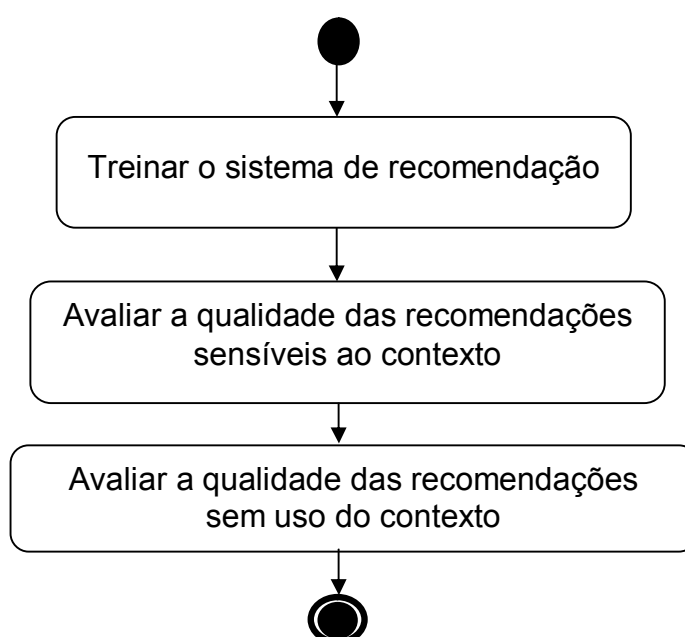 Treinar o sistema de recomendação
Avaliar a qualidade das recomendações
sensíveis ao contexto
Avaliar a qualidade das recomendações
sem uso do contexto